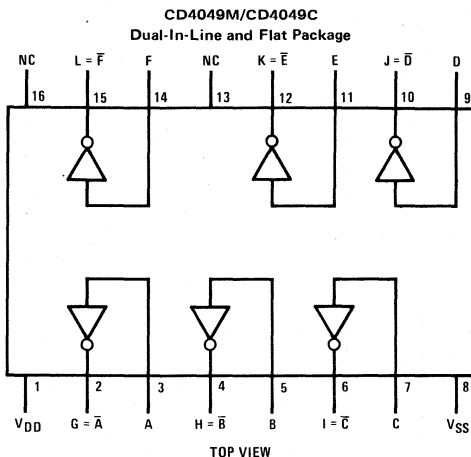 CD4049M/CD4049C
Dual-In-Line and Flat Package
NC L = F̅ F NC K = E̅ E J = D̅ D
16 15 14 13 12 11 10 9
1 2 3 4 5 6 7 8
VDD G = A̅ A H = B̅ B I = C̅ C VSS
TOP VIEW